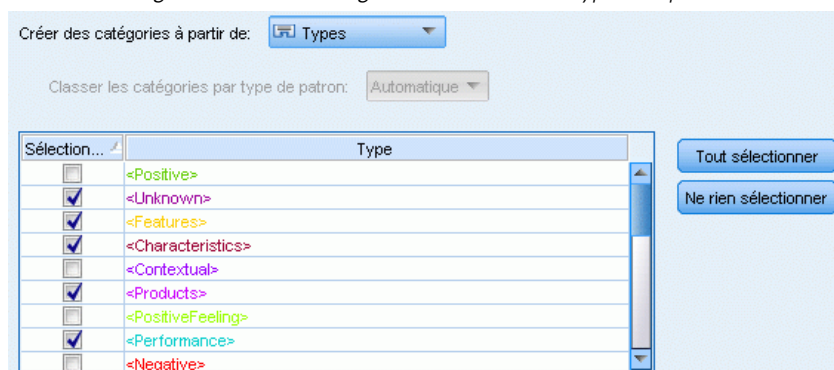 Créer des catégories à partir de: Types
Classer les catégories par type de patron: Automatique
Sélection... Type
Tout sélectionner
<Positive>
<Unknown>
Ne rien sélectionner
<Features>
<Characteristics>
<Contextual>
<Products>
<PositiveFeeling>
<Performance>
<Negative>